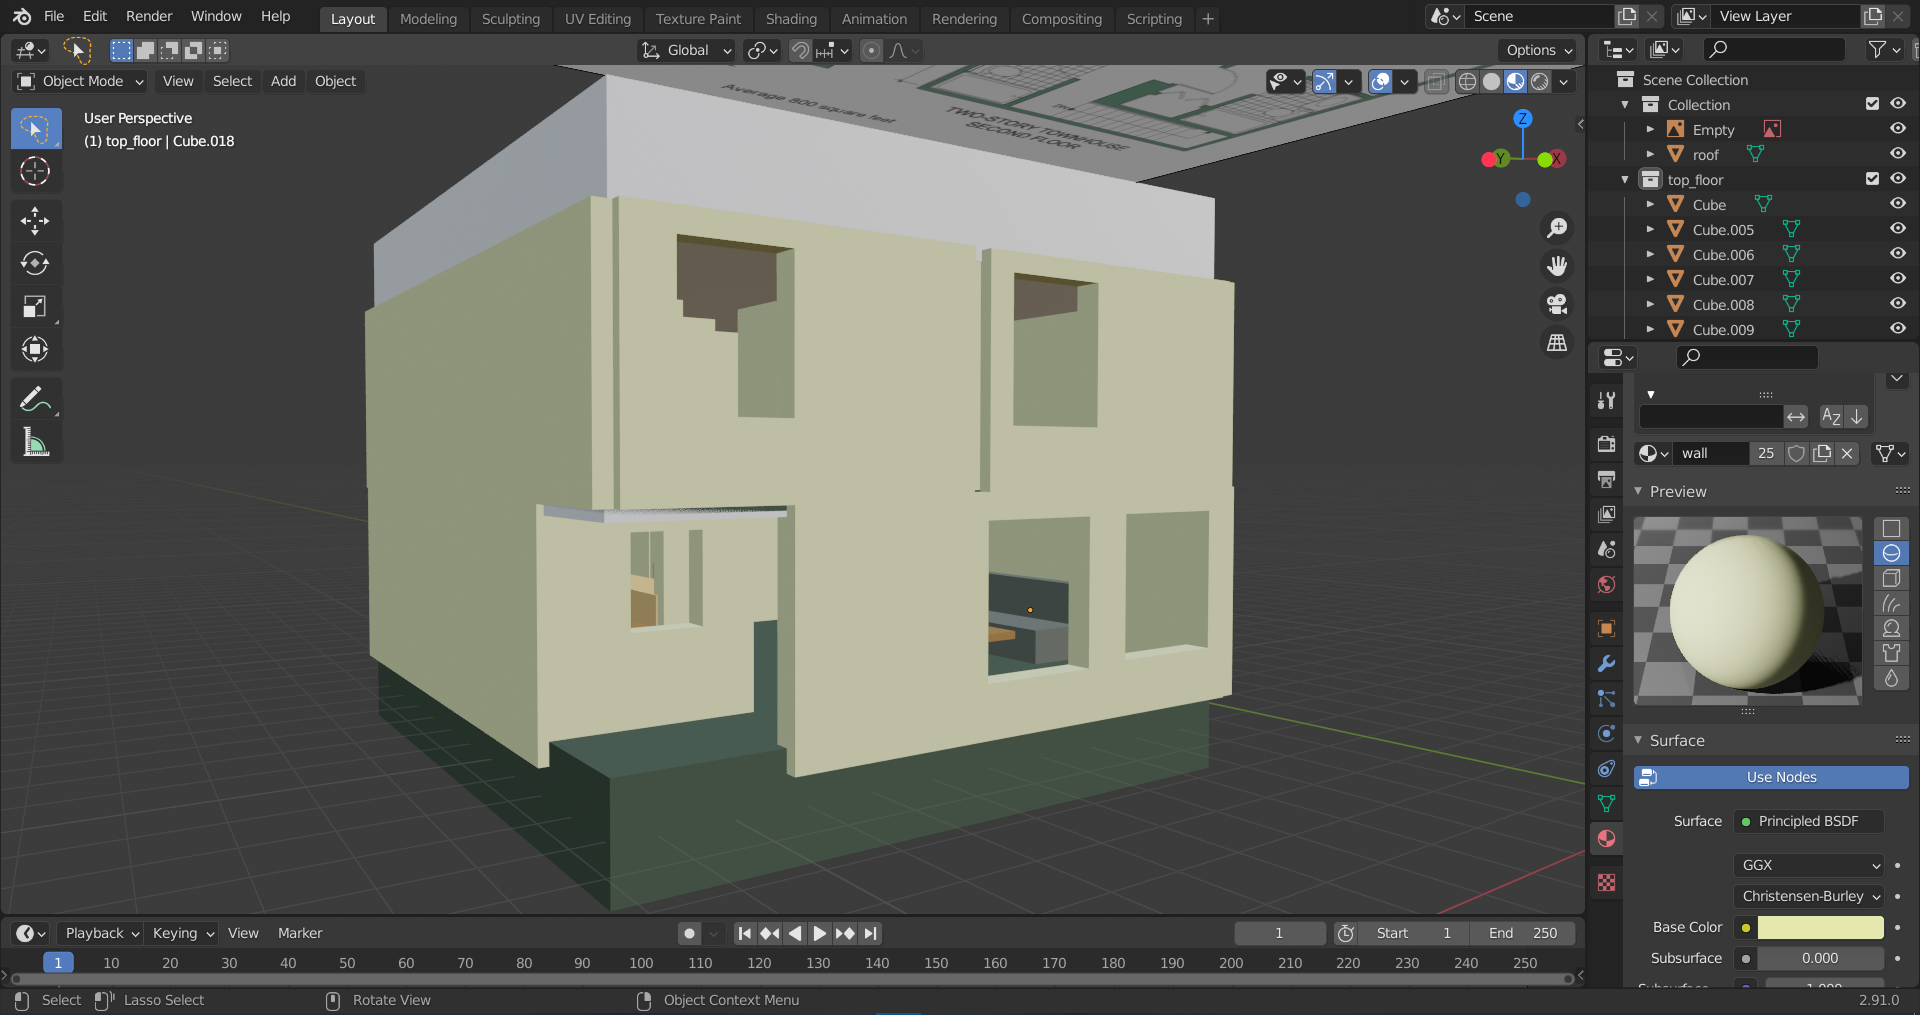 File Edit Render Window Help
Layout Modeling Sculpting UV Editing Texture Paint Shading Animation Rendering Compositing Scripting +
Scene
View Layer
Global
Options
Object Mode View Select Add Object
User Perspective
(1) top_floor | Cube.018
Average 800 square feet
TWO-STORY TOWNHOUSE
SECOND FLOOR
Z
Y
X
Scene Collection
Collection
Empty
roof
top_floor
Cube
Cube.005
Cube.006
Cube.007
Cube.008
Cube.009
AZ
wall 25
Preview
Surface
Use Nodes
Surface Principled BSDF
GGX
Christensen-Burley
Base Color
Subsurface 0.000
Playback Keying View Marker
1 Start 1 End 250
1 10 20 30 40 50 60 70 80 90 100 110 120 130 140 150 160 170 180 190 200 210 220 230 240 250
Select Lasso Select Rotate View Object Context Menu 2.91.0